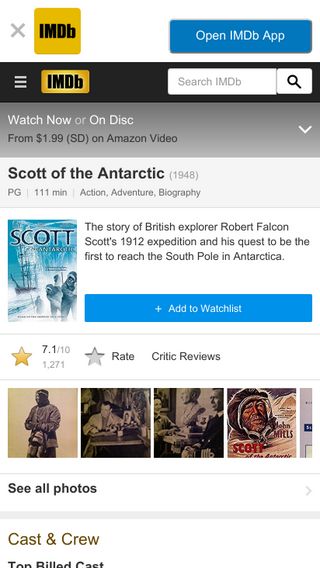 IMDb
Open IMDb App
IMDb
Search IMDb
Watch Now or On Disc
From $1.99 (SD) on Amazon Video
Scott of the Antarctic (1948)
PG | 111 min | Action, Adventure, Biography
SCOTT
The story of British explorer Robert Falcon
Scott's 1912 expedition and his quest to be the
first to reach the South Pole in Antarctica.
+ Add to Watchlist
7.1/10
1,271
Rate
Critic Reviews
John
MILLS
SCOTT
of the Antarctic
See all photos
Cast & Crew
Top Billed Cast